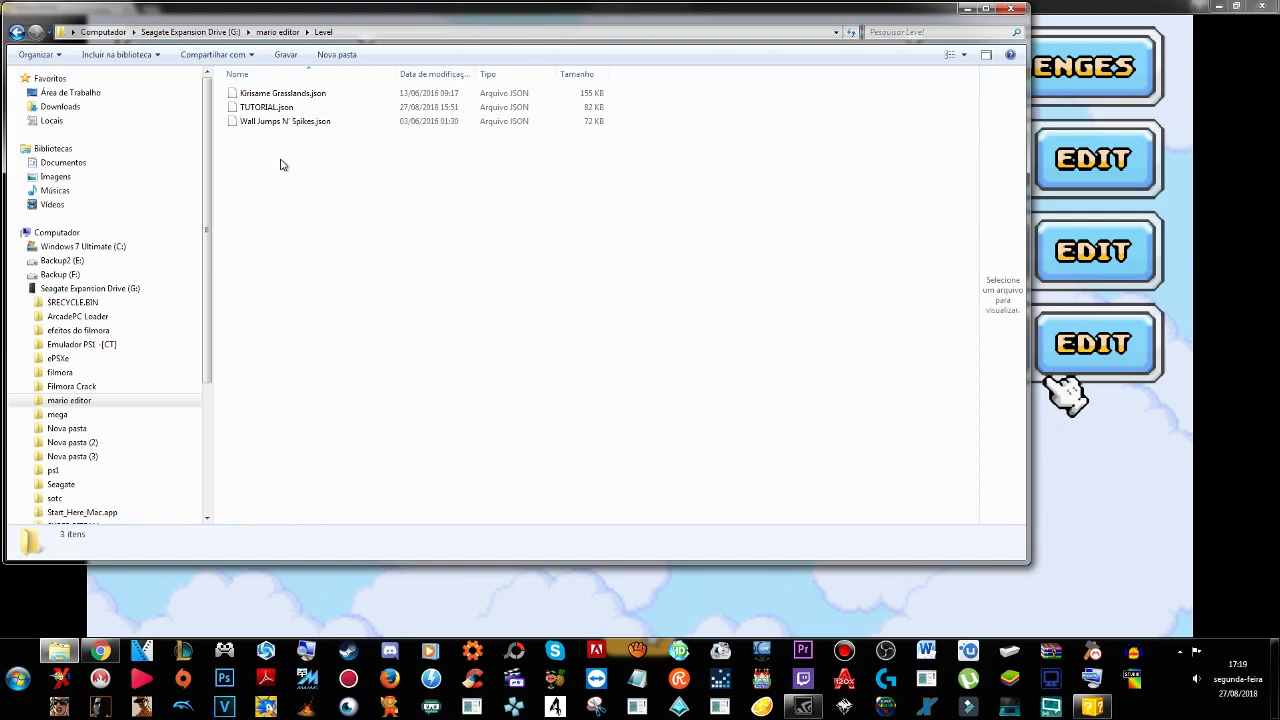 Computador ▸ Seagate Expansion Drive (G:) ▸ mario editor ▸ Level
Pesquisar Level
Organizar
Incluir na biblioteca
Compartilhar com
Gravar
Nova pasta
Nome
Date de modificaç...
Tipo
Tamanho
Kirisame Grasslands.json 13/06/2016 09:17 Arquivo JSON 155 KB
TUTORIAL.json 27/08/2018 15:51 Arquivo JSON 82 KB
Wall Jumps N' Spikes.json 03/06/2016 01:30 Arquivo JSON 72 KB
Favoritos
Área de Trabalho
Downloads
Locais
Bibliotecas
Documentos
Imagens
Músicas
Vídeos
Computador
Windows 7 Ultimate (C:)
Backup2 (E:)
Backup (F:)
Seagate Expansion Drive (G:)
$RECYCLE.BIN
ArcadePC Loader
efeitos do filmora
Emulador PS1 -[CT]
ePSXe
filmora
Filmora Crack
mario editor
mega
Nova pasta
Nova pasta (2)
Nova pasta (3)
ps1
Seagate
sotc
Start_Here_Mac.app
Selecione
um arquivo
para
visualizar.
3 itens
ENGES
EDIT
EDIT
EDIT
17:19
segunda-feira
27/08/2018